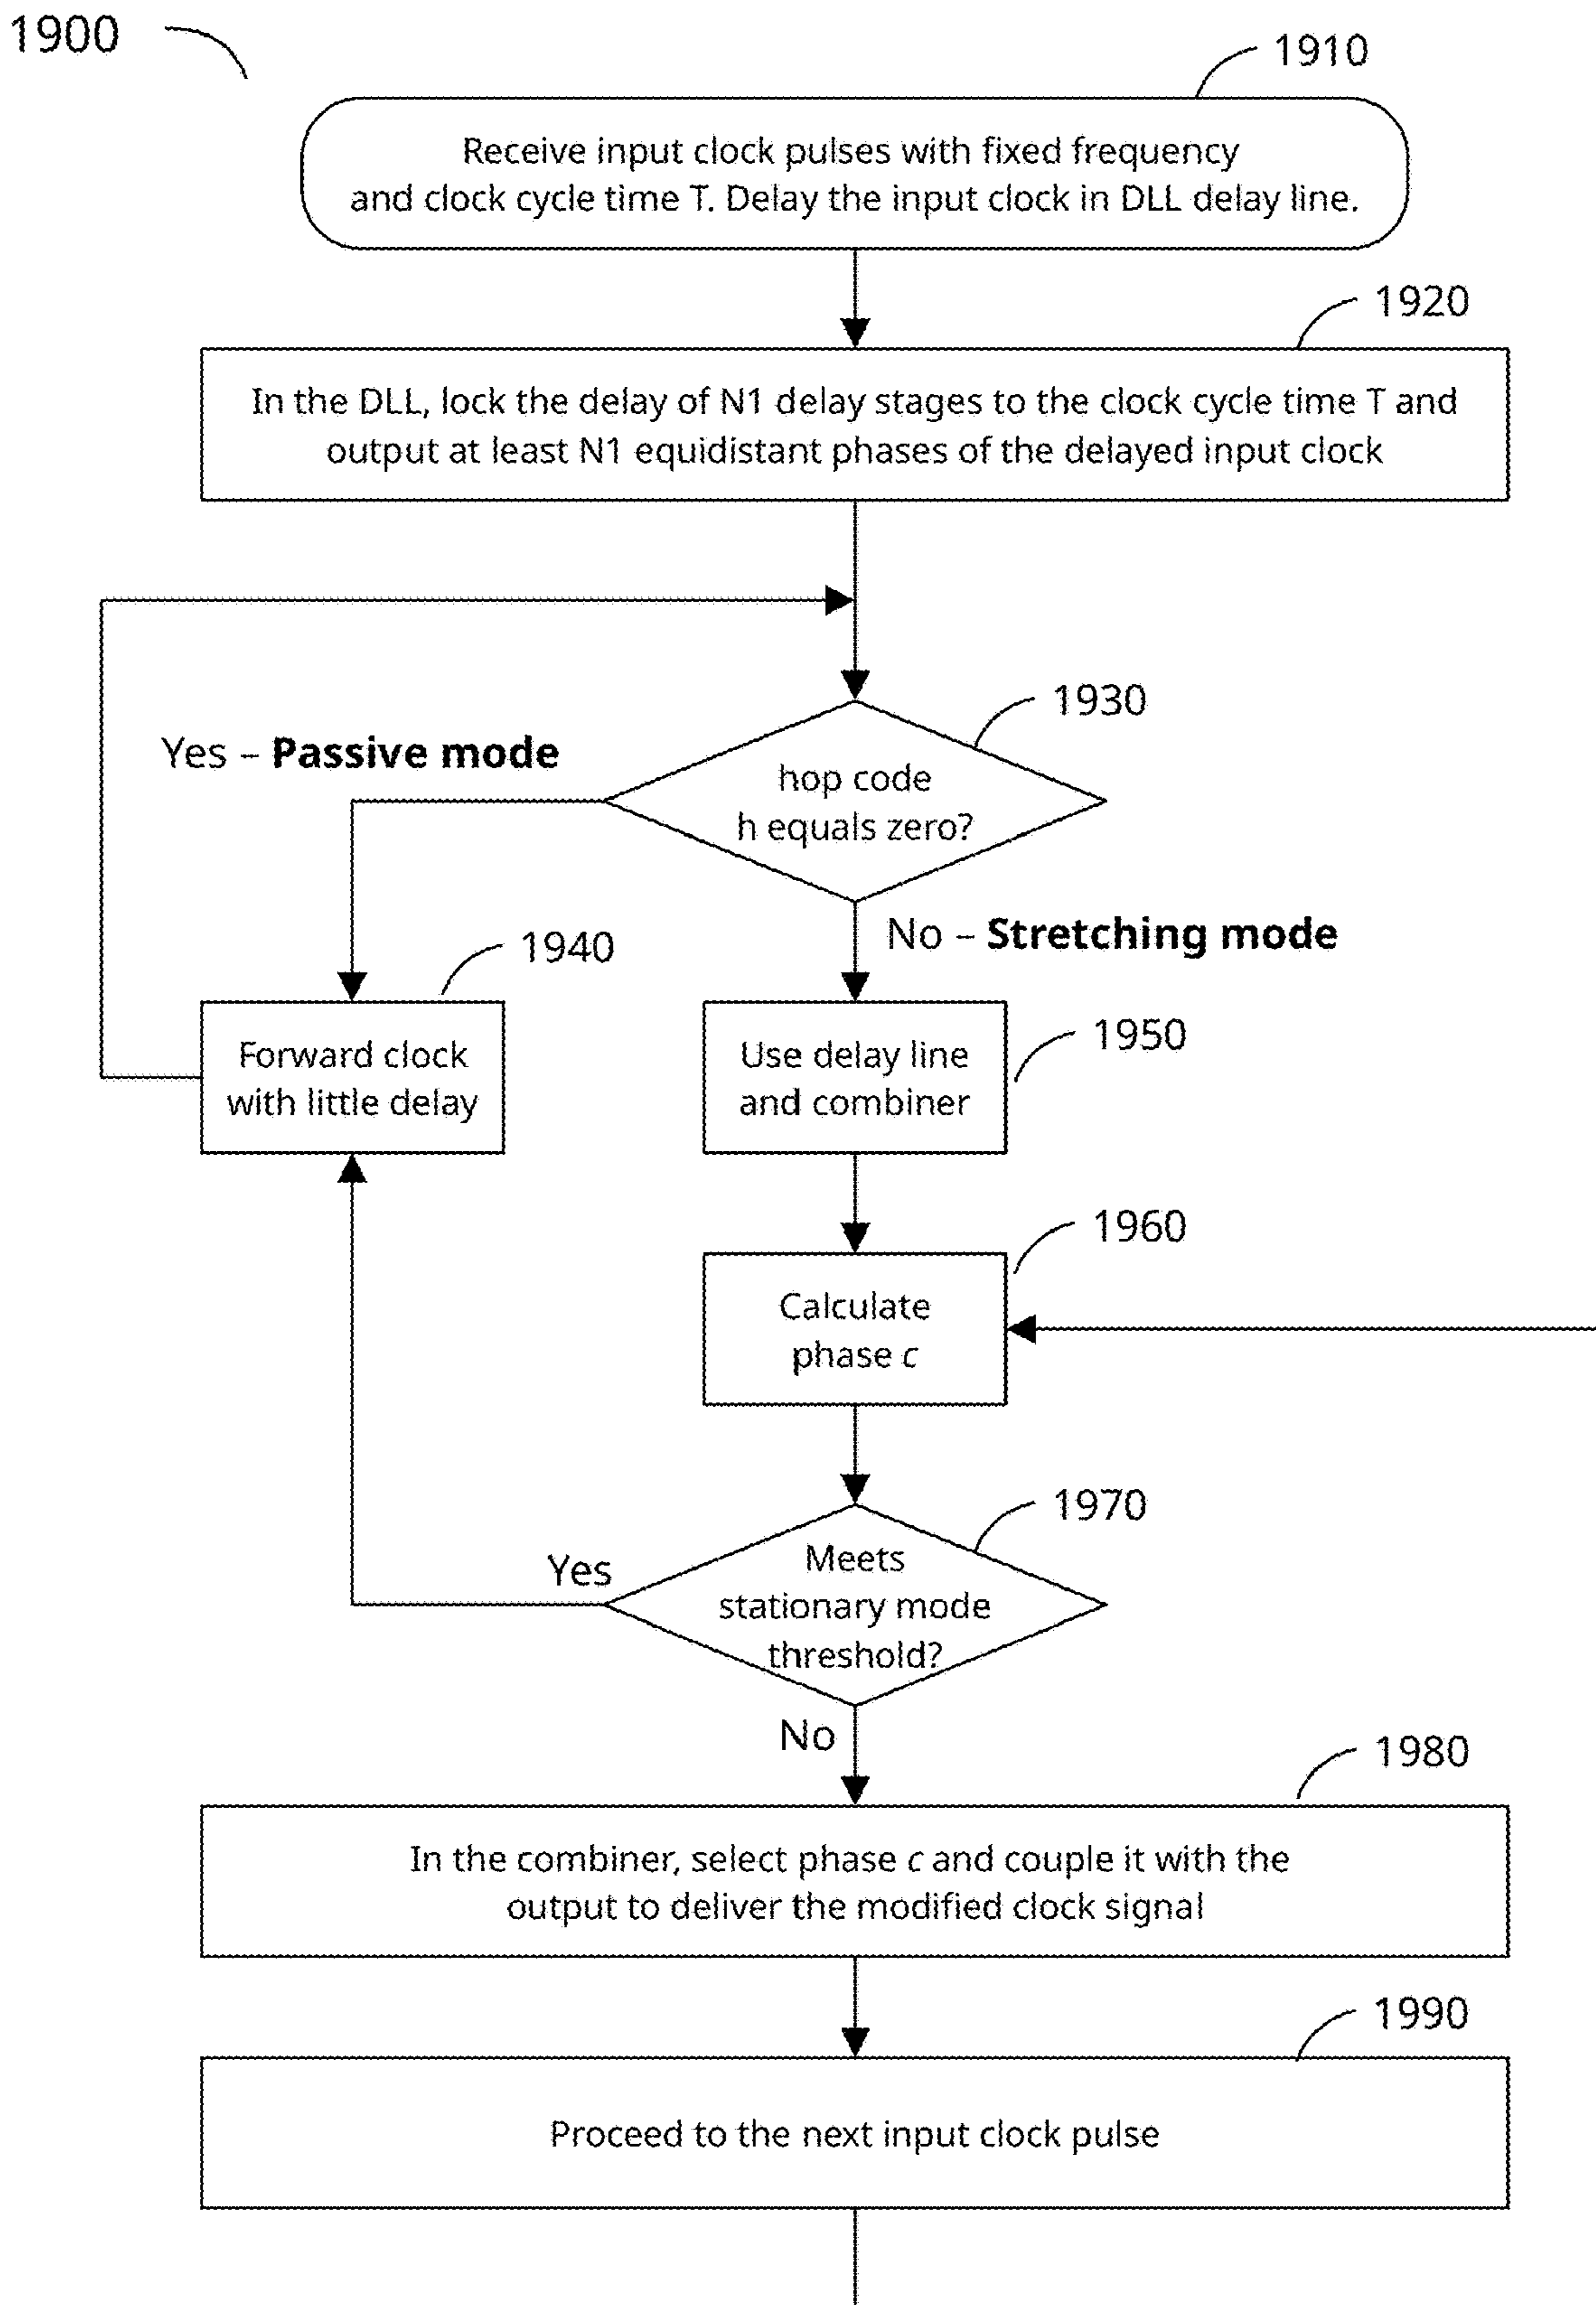 1900
1910
Receive input clock pulses with fixed frequency
and clock cycle time T. Delay the input clock in DLL delay line.
1920
In the DLL, lock the delay of N1 delay stages to the clock cycle time T and
output at least N1 equidistant phases of the delayed input clock
1930
Yes – Passive mode
hop code
h equals zero?
No – Stretching mode
1940
Forward clock
with little delay
1950
Use delay line
and combiner
1960
Calculate
phase c
1970
Yes
Meets
stationary mode
threshold?
No
1980
In the combiner, select phase c and couple it with the
output to deliver the modified clock signal
1990
Proceed to the next input clock pulse